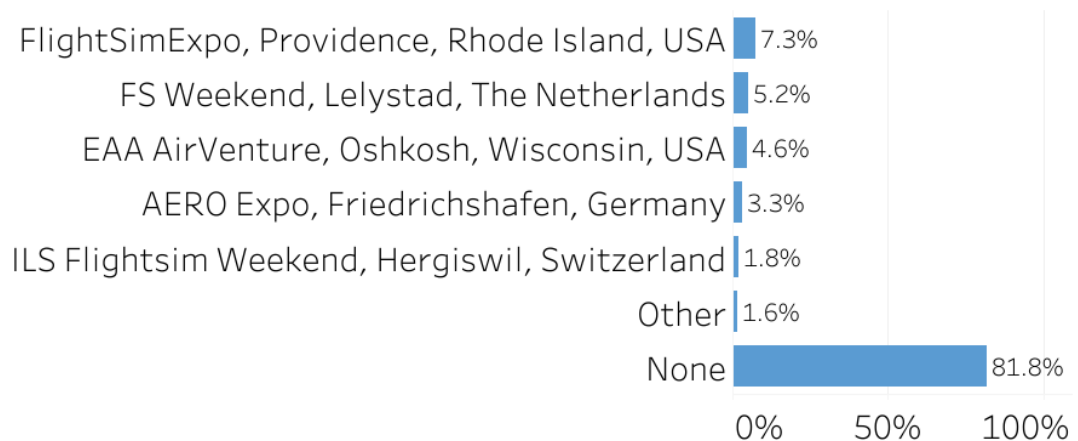 FlightSimExpo, Providence, Rhode Island, USA 7.3%
FS Weekend, Lelystad, The Netherlands 5.2%
EAA AirVenture, Oshkosh, Wisconsin, USA 4.6%
AERO Expo, Friedrichshafen, Germany 3.3%
ILS Flightsim Weekend, Hergiswil, Switzerland 1.8%
Other 1.6%
None 81.8%
0% 50% 100%